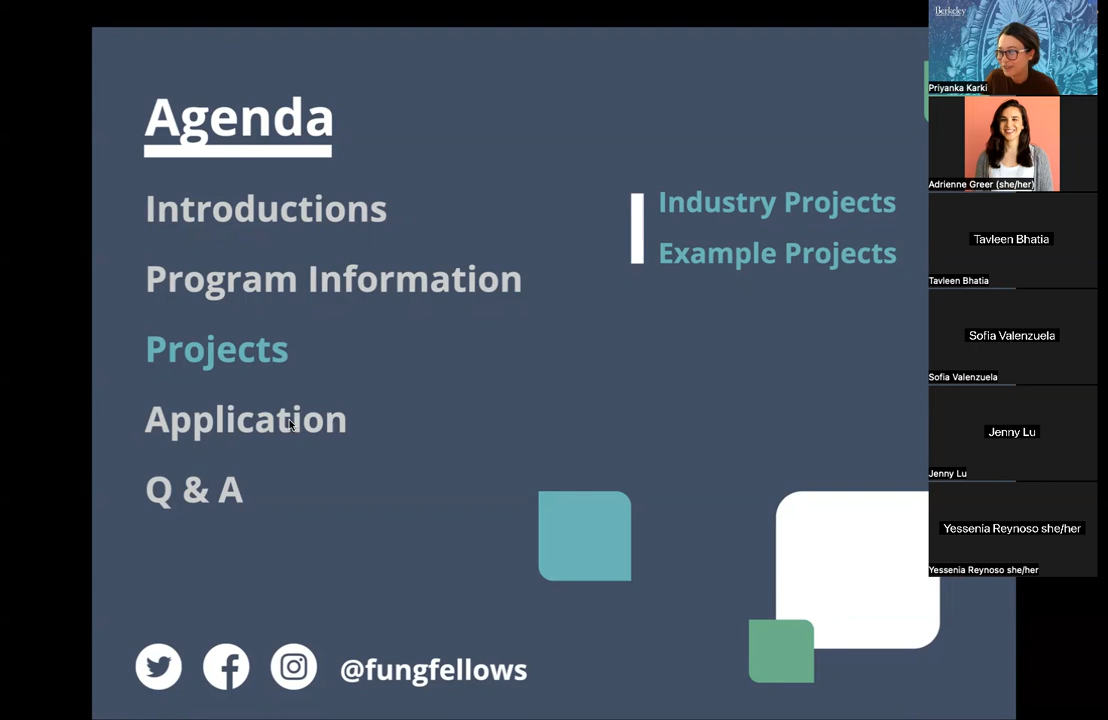 Agenda
Introductions
Program Information
Projects
Application
Q & A
Industry Projects
Example Projects
@fungfellows
Berkeley
Priyanka Karki
Adrienne Greer (she/her)
Tavleen Bhatia
Tavleen Bhatia
Sofia Valenzuela
Sofia Valenzuela
Jenny Lu
Jenny Lu
Yessenia Reynoso she/her
Yessenia Reynoso she/her